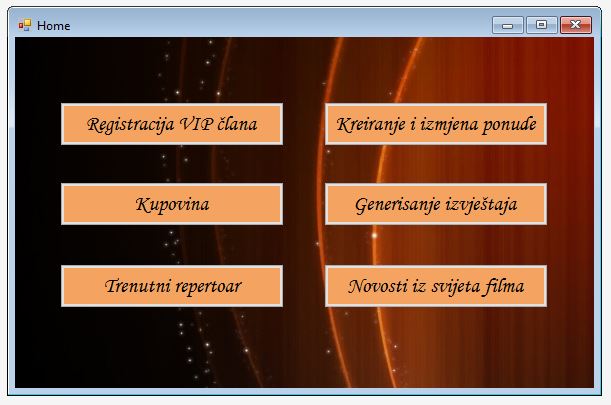 Home
Registracija VIP člana
Kreiranje i izmjena ponude
Kupovina
Generisanje izvještaja
Trenutni repertoar
Novosti iz svijeta filma